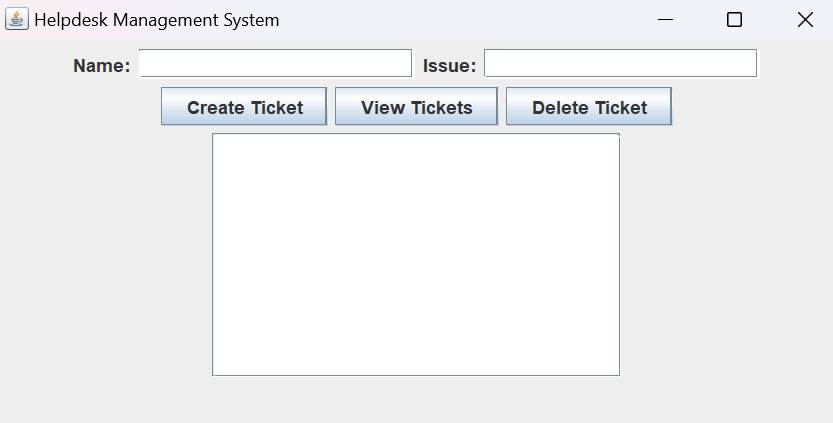 Helpdesk Management System
Name: Issue:
Create Ticket View Tickets Delete Ticket